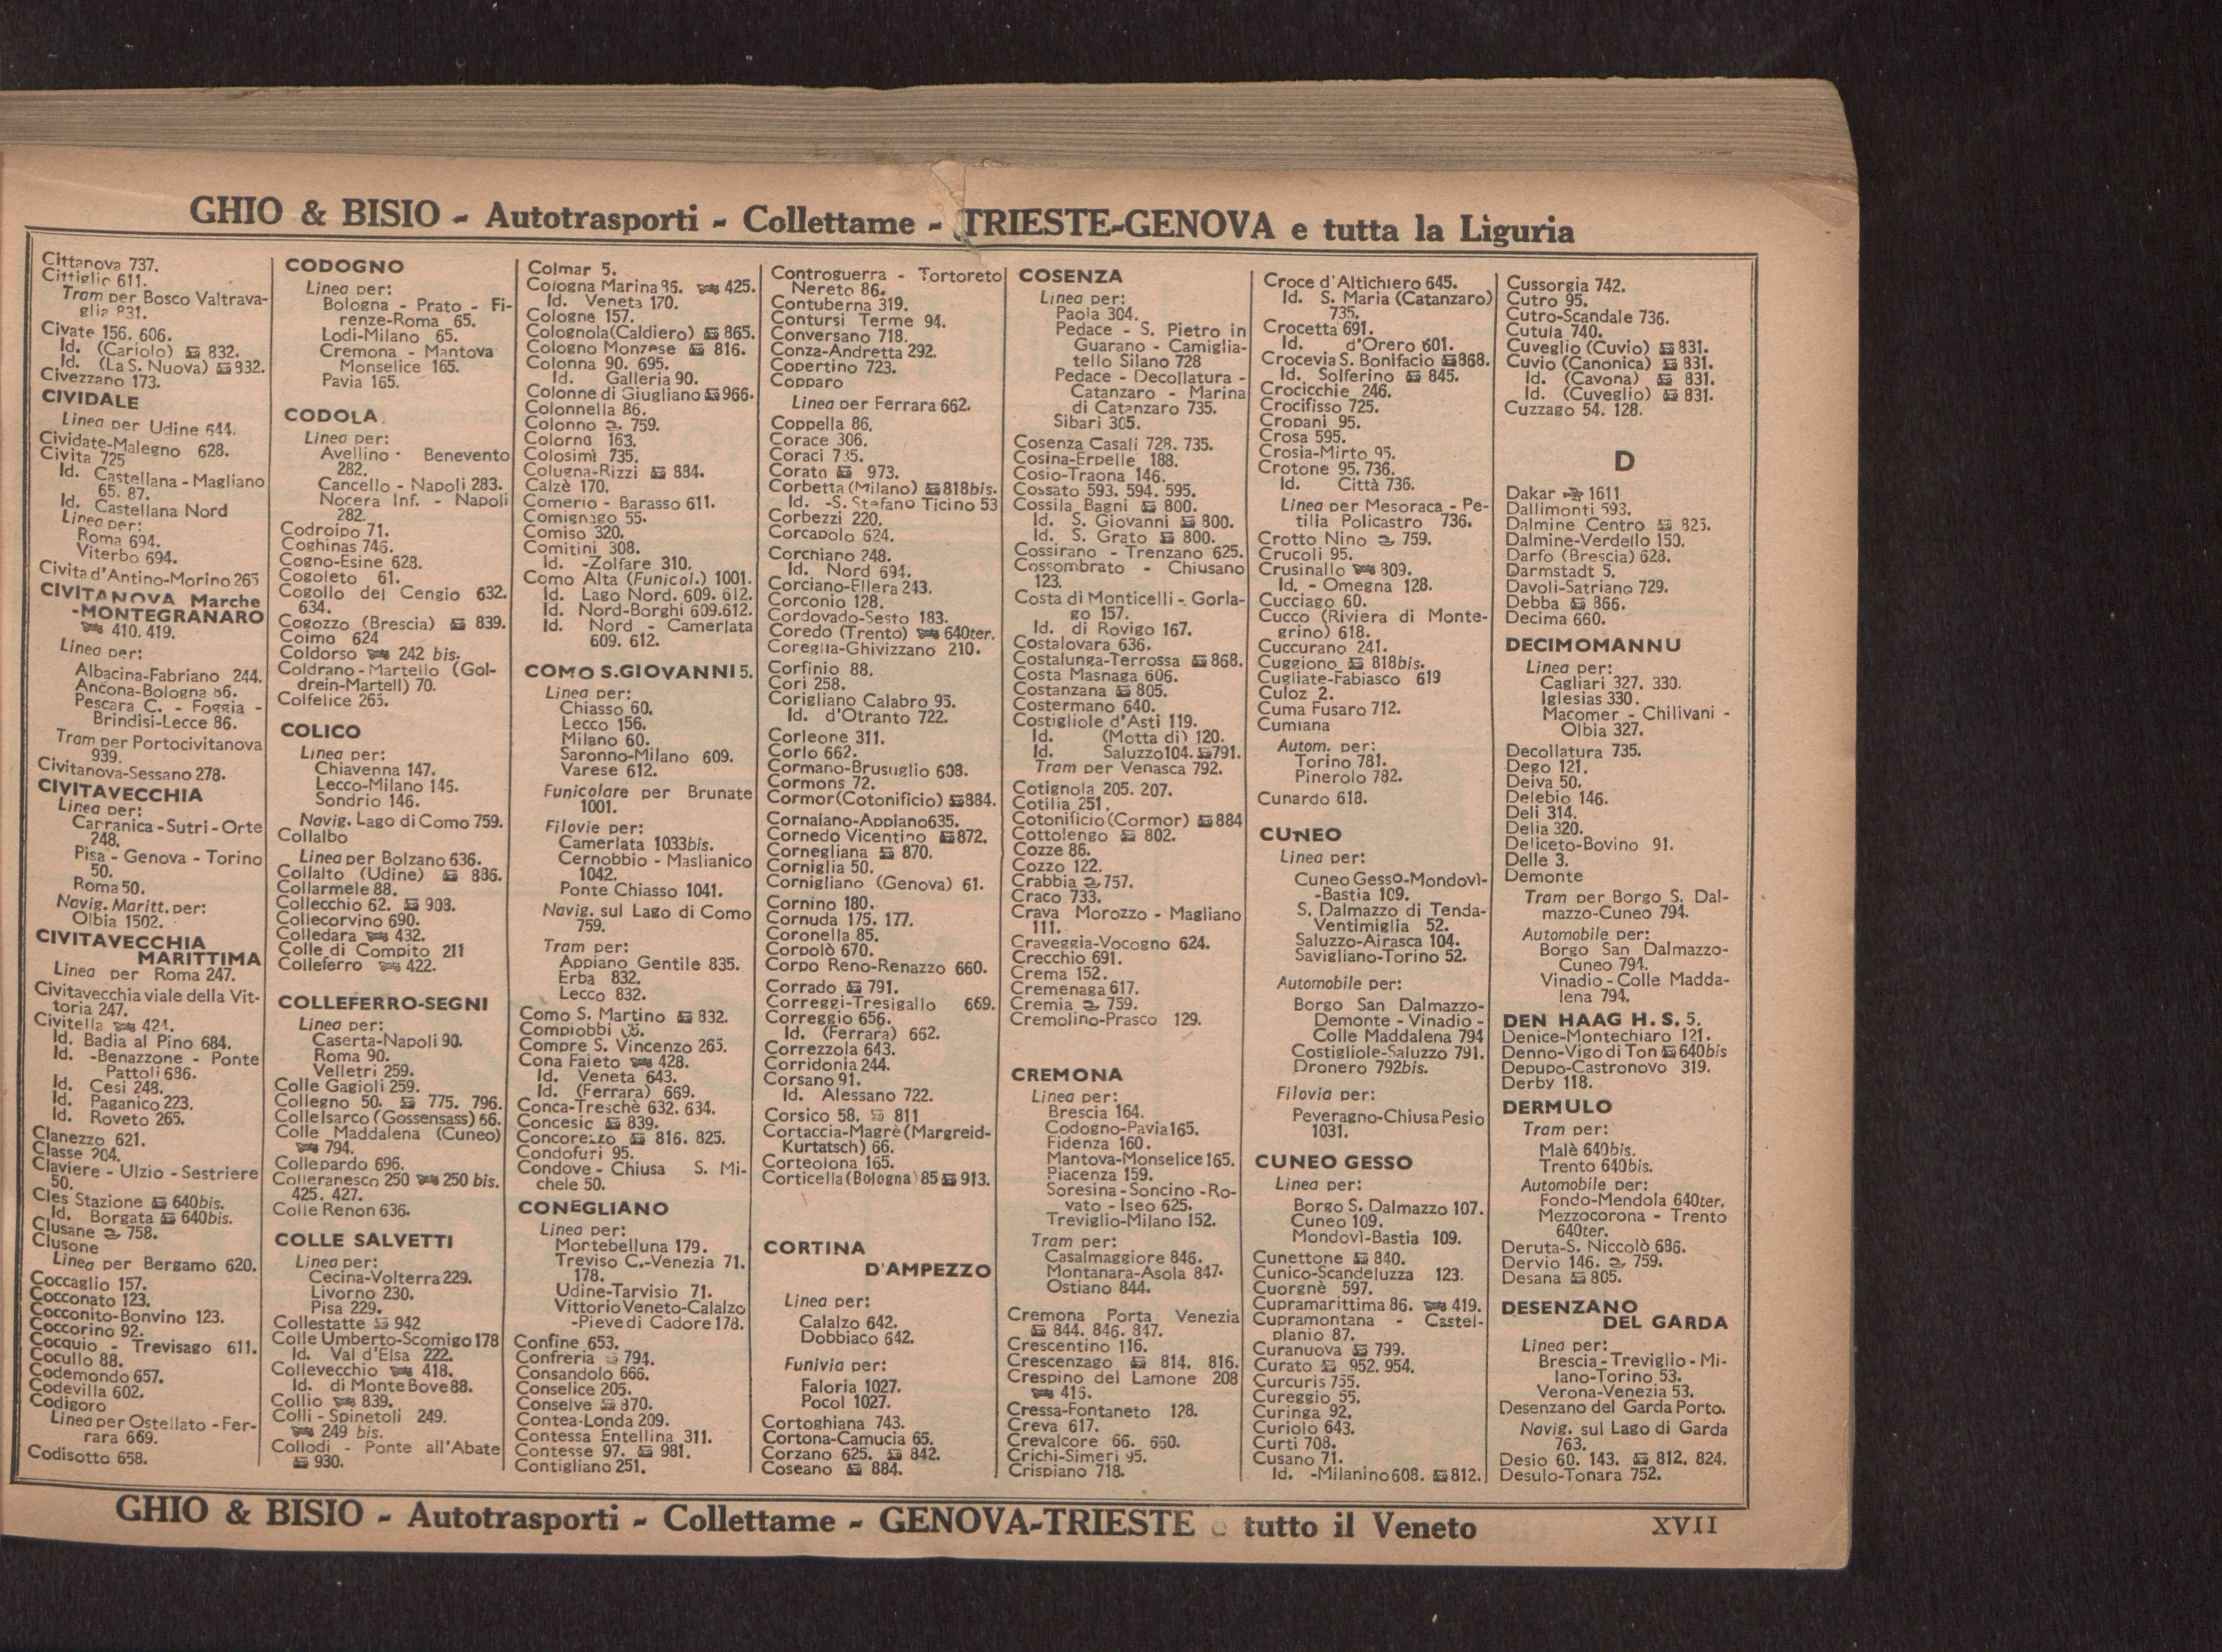 GHIO & BISIO - Autotrasporti - Collettame - TRIESTE-GENOVA e tutta la Liguria
Cittanova 737.
Cittiglio 611.
Tram per Bosco Valtrava-
glia 831.
Civate 156. 606.
Id. (Cariolo) 832.
Id. (La S. Nuova) 832.
Civezzano 173.
CIVIDALE
Linea per Udine 644.
Cividate-Malegno 628.
Civita 725
Id. Castellana - Magliano
65. 87.
Id. Castellana Nord
Linea per:
Roma 694.
Viterbo 694.
Civita d'Antino-Morino 265
CIVITANOVA Marche
-MONTEGRANARO
410. 419.
Linea per:
Albacina-Fabriano 244.
Ancona-Bologna 86.
Pescara C. - Foggia -
Brindisi-Lecce 86.
Tram per Portocivitanova
939.
Civitanova-Sessano 278.
CIVITAVECCHIA
Linea per:
Capranica - Sutri - Orte
248.
Pisa - Genova - Torino
50.
Roma 50.
Navig. Maritt. per:
Olbia 1502.
CIVITAVECCHIA
MARITTIMA
Linea per Roma 247.
Civitavecchia viale della Vit-
toria 247.
Civitella 424.
Id. Badia al Pino 684.
Id. -Benazzone - Ponte
Pattoli 686.
Id. Cesi 248.
Id. Paganico 223.
Id. Roveto 265.
Clanezzo 621.
Classe 204.
Claviere - Ulzio - Sestriere
50.
Cles Stazione 640bis.
Id. Borgata 640bis.
Clusane 758.
Clusone
Linea per Bergamo 620.
Coccaglio 157.
Cocconato 123.
Cocconito-Bonvino 123.
Coccorino 92.
Cocquio - Trevisago 611.
Cocullo 88.
Codemondo 657.
Codevilla 602.
Codigoro
Linea per Ostellato - Fer-
rara 669.
Codisotto 658.
CODOGNO
Linea per:
Bologna - Prato - Fi-
renze-Roma 65.
Lodi-Milano 65.
Cremona - Mantova
Monselice 165.
Pavia 165.
CODOLA
Linea per:
Avellino - Benevento
282.
Cancello - Napoli 283.
Nocera Inf. - Napoli
282.
Codroipo 71.
Coghinas 746.
Cogno-Esine 628.
Cogoleto 61.
Cogollo del Cengio 632.
634.
Cogozzo (Brescia) 839.
Coimo 624
Coldorso 242 bis.
Coldrano - Martello (Gol-
drein-Martell) 70.
Colfelice 265.
COLICO
Linea per:
Chiavenna 147.
Lecco-Milano 146.
Sondrio 146.
Navig. Lago di Como 759.
Collalbo
Linea per Bolzano 636.
Collalto (Udine) 886.
Collarmele 88.
Collecchio 62. 908.
Collecorvino 690.
Colledara 432.
Colle di Compito 211
Colleferro 422.
COLLEFERRO-SEGNI
Linea per:
Caserta-Napoli 90.
Roma 90.
Velletri 259.
Colle Gagioli 259.
Collegno 50. 775. 796.
Colle Isarco (Gossensass) 66.
Colle Maddalena (Cuneo)
794.
Collepardo 696.
Colleranesco 250 250 bis.
425. 427.
Colle Renon 636.
COLLE SALVETTI
Linea per:
Cecina-Volterra 229.
Livorno 230.
Pisa 229.
Collestatte 942
Colle Umberto-Scomigo 178
Id. Val d'Elsa 222.
Collevecchio 418.
Id. di Monte Bove 88.
Collio 839.
Colli - Spinetoli 249.
249 bis.
Collodi - Ponte all'Abate
930.
Colmar 5.
Cologna Marina 86. 425.
Id. Veneta 170.
Cologne 157.
Colognola (Caldiero) 865.
Cologno Monzese 816.
Colonna 90. 695.
Id. Galleria 90.
Colonne di Giugliano 966.
Colonnella 86.
Colonno 759.
Colorno 163.
Colosimi 735.
Colugna-Rizzi 884.
Calzè 170.
Comerio - Barasso 611.
Comignago 55.
Comiso 320.
Comitini 308.
Id. -Zolfare 310.
Como Alta (Funicol.) 1001.
Id. Lago Nord. 609. 612.
Id. Nord-Borghi 609. 612.
Id. Nord - Camerlata
609. 612.
COMO S. GIOVANNI 5.
Linea per:
Chiasso 60.
Lecco 156.
Milano 60.
Saronno-Milano 609.
Varese 612.
Funicolare per Brunate
1001.
Filovie per:
Camerlata 1033bis.
Cernobbio - Maslianico
1042.
Ponte Chiasso 1041.
Navig. sul Lago di Como
759.
Tram per:
Appiano Gentile 835.
Erba 832.
Lecco 832.
Como S. Martino 832.
Compiobbi
Compre S. Vincenzo 265.
Cona Faieto 428.
Id. Veneta 643.
Id. (Ferrara) 669.
Conca-Treschè 632. 634.
Concesio 839.
Concorezzo 816. 825.
Condofuri 95.
Condove - Chiusa S. Mi-
chele 50.
CONEGLIANO
Linea per:
Montebelluna 179.
Treviso C.-Venezia 71.
178.
Udine-Tarvisio 71.
Vittorio Veneto-Calalzo
-Pieve di Cadore 178.
Confine 653.
Confreria 794.
Consandolo 666.
Conselice 205.
Conselve 870.
Contea-Londa 209.
Contessa Entellina 311.
Contesse 97. 981.
Contigliano 251.
Controguerra - Tortoreto
Nereto 86.
Contuberna 319.
Contursi Terme 94.
Conversano 718.
Conza-Andretta 292.
Copertino 723.
Copparo
Linea per Ferrara 662.
Coppella 86.
Corace 306.
Coraci 735.
Corato 973.
Corbetta (Milano) 818bis.
Id. -S. Stefano Ticino 53
Corbezzi 220.
Corcapolo 624.
Corchiano 248.
Id. Nord 694.
Corciano-Ellera 243.
Corconio 128.
Cordovado-Sesto 183.
Coredo (Trento) 640ter.
Coreglia-Ghivizzano 210.
Corfinio 88.
Cori 258.
Corigliano Calabro 95.
Id. d'Otranto 722.
Corleone 311.
Corlo 662.
Cormano-Brusuglio 608.
Cormons 72.
Cormor (Cotonificio) 884.
Cornaiano-Appiano 635.
Cornedo Vicentino 872.
Cornegliana 870.
Corniglia 50.
Cornigliano (Genova) 61.
Cornino 180.
Cornuda 175. 177.
Coronella 85.
Corpolò 670.
Corpo Reno-Renazzo 660.
Corrado 791.
Correggi-Tresigallo 669.
Correggio 656.
Id. (Ferrara) 662.
Correzzola 643.
Corridonia 244.
Corsano 91.
Id. Alessano 722.
Corsico 58. 811
Cortaccia-Magrè (Margreid-
Kurtatsch) 66.
Corteolona 165.
Corticella (Bologna) 85 913.
CORTINA
D'AMPEZZO
Linea per:
Calalzo 642.
Dobbiaco 642.
Funivia per:
Faloria 1027.
Pocol 1027.
Cortoghiana 743.
Cortona-Camucia 65.
Corzano 625. 842.
Coseano 884.
COSENZA
Linea per:
Paola 304.
Pedace - S. Pietro in
Guarano - Camiglia-
tello Silano 728
Pedace - Decollatura -
Catanzaro - Marina
di Catanzaro 735.
Sibari 305.
Cosenza Casali 728. 735.
Cosina-Erpelle 188.
Cosio-Traona 146.
Cossato 593. 594. 595.
Cossila Bagni 800.
Id. S. Giovanni 800.
Id. S. Grato 800.
Cossirano - Trenzano 625.
Cossombrato - Chiusano
123.
Costa di Monticelli - Gorla-
go 157.
Id. di Rovigo 167.
Costalovara 636.
Costalunga-Terrossa 868.
Costa Masnaga 606.
Costanzana 805.
Costermano 640.
Costigliole d'Asti 119.
Id. (Motta di) 120.
Id. Saluzzo 104. 791.
Tram per Venasca 792.
Cotignola 205. 207.
Cotilia 251.
Cotonificio (Cormor) 884
Cottolengo 802.
Cozze 86.
Cozzo 122.
Crabbia 757.
Craco 733.
Crava Morozzo - Magliano
111.
Craveggia-Vocogno 624.
Crecchio 691.
Crema 152.
Cremenaga 617.
Cremia 759.
Cremolino-Prasco 129.
CREMONA
Linea per:
Brescia 164.
Codogno-Pavia 165.
Fidenza 160.
Mantova-Monselice 165.
Piacenza 159.
Soresina - Soncino - Ro-
vato - Iseo 625.
Treviglio-Milano 152.
Tram per:
Casalmaggiore 846.
Montanara-Asola 847.
Ostiano 844.
Cremona Porta Venezia
844. 846. 847.
Crescentino 116.
Crescenzago 814. 816.
Crespino del Lamone 208
415.
Cressa-Fontaneto 128.
Creva 617.
Crevalcore 66. 660.
Crichi-Simeri 95.
Crispiano 718.
Croce d'Altichiero 645.
Id. S. Maria (Catanzaro)
735.
Crocetta 691.
Id. d'Orero 601.
Crocevia S. Bonifacio 868.
Id. Solferino 845.
Crocicchie 246.
Crocifisso 725.
Cropani 95.
Crosa 595.
Crosia-Mirto 95.
Crotone 95. 736.
Id. Città 736.
Linea per Mesoraca - Pe-
tilia Policastro 736.
Crotto Nino 759.
Crucoli 95.
Crusinallo 809.
Id. - Omegna 128.
Cucciago 60.
Cucco (Riviera di Monte-
grino) 618.
Cuccurano 241.
Cuggiono 818bis.
Cugliate-Fabiasco 619
Culoz 2.
Cuma Fusaro 712.
Cumiana
Autom. per:
Torino 781.
Pinerolo 782.
Cunardo 618.
CUNEO
Linea per:
Cuneo Gesso-Mondovì-
-Bastia 109.
S. Dalmazzo di Tenda-
Ventimiglia 52.
Saluzzo-Airasca 104.
Savigliano-Torino 52.
Automobile per:
Borgo San Dalmazzo-
Demonte - Vinadio -
Colle Maddalena 794
Costigliole-Saluzzo 791.
Dronero 792bis.
Filovia per:
Peveragno-Chiusa Pesio
1031.
CUNEO GESSO
Linea per:
Borgo S. Dalmazzo 107.
Cuneo 109.
Mondovì-Bastia 109.
Cunettone 840.
Cunico-Scandeluzza 123.
Cuorgnè 597.
Cupramarittima 86. 419.
Cupramontana - Castel-
planio 87.
Curanuova 799.
Curato 952. 954.
Curcuris 755.
Cureggio 55.
Curinga 92.
Curiolo 643.
Curti 708.
Cusano 71.
Id. -Milanino 608. 812.
Cussorgia 742.
Cutro 95.
Cutro-Scandale 736.
Cutula 740.
Cuveglio (Cuvio) 831.
Cuvio (Canonica) 831.
Id. (Cavona) 831.
Id. (Cuveglio) 831.
Cuzzago 54. 128.
D
Dakar 1611
Dallimonti 593.
Dalmine Centro 825.
Dalmine-Verdello 150.
Darfo (Brescia) 628.
Darmstadt 5.
Davoli-Satriano 729.
Debba 866.
Decima 660.
DECIMOMANNU
Linea per:
Cagliari 327. 330.
Iglesias 330.
Macomer - Chilivani -
Olbia 327.
Decollatura 735.
Dego 121.
Deiva 50.
Delebio 146.
Deli 314.
Delia 320.
Deliceto-Bovino 91.
Delle 3.
Demonte
Tram per Borgo S. Dal-
mazzo-Cuneo 794.
Automobile per:
Borgo San Dalmazzo-
Cuneo 794.
Vinadio - Colle Madda-
lena 794.
DEN HAAG H. S. 5.
Denice-Montechiaro 121.
Denno-Vigo di Ton 640bis
Depupo-Castronovo 319.
Derby 118.
DERMULO
Tram per:
Malè 640bis.
Trento 640bis.
Automobile per:
Fondo-Mendola 640ter.
Mezzocorona - Trento
640ter.
Deruta-S. Niccolò 686.
Dervio 146. 759.
Desana 805.
DESENZANO
DEL GARDA
Linea per:
Brescia - Treviglio - Mi-
lano-Torino 53.
Verona-Venezia 53.
Desenzano del Garda Porto.
Navig. sul Lago di Garda
763.
Desio 60. 143. 812. 824.
Desulo-Tonara 752.
GHIO & BISIO - Autotrasporti - Collettame - GENOVA-TRIESTE e tutto il Veneto
XVII